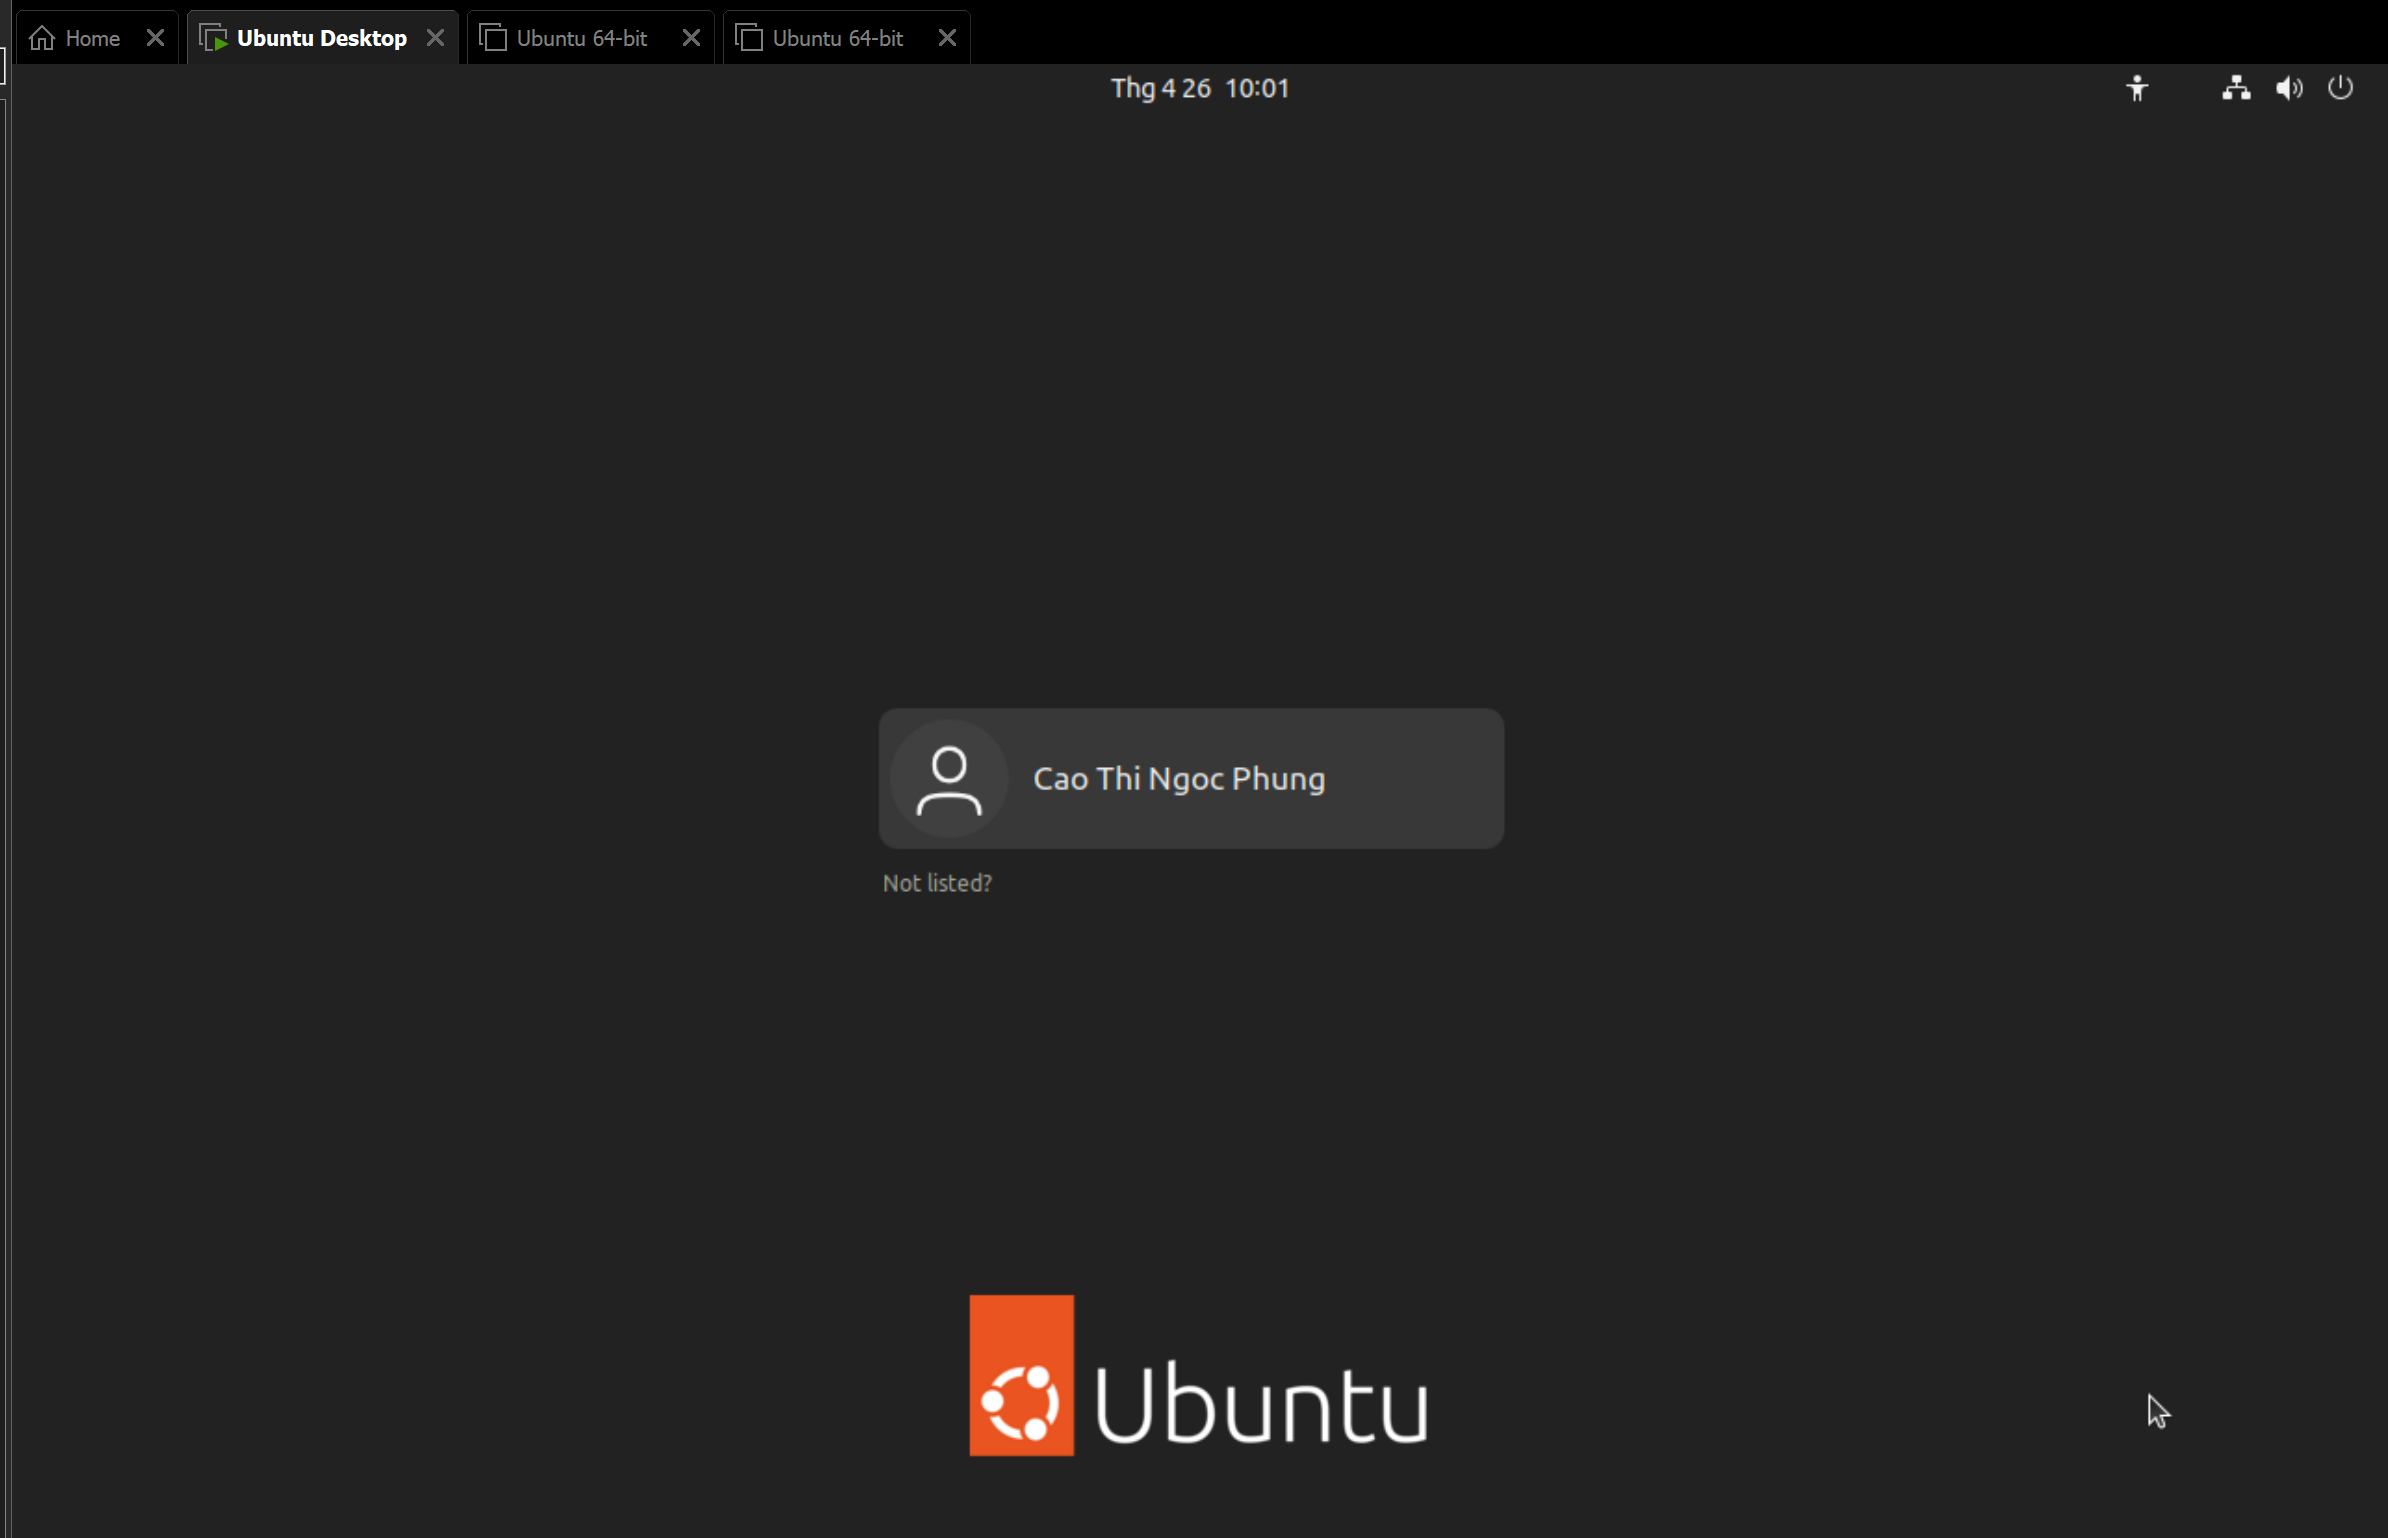 Home
Ubuntu Desktop
Ubuntu 64-bit
Ubuntu 64-bit
Thg 4 26 10:01
Cao Thi Ngoc Phung
Not listed?
Ubuntu